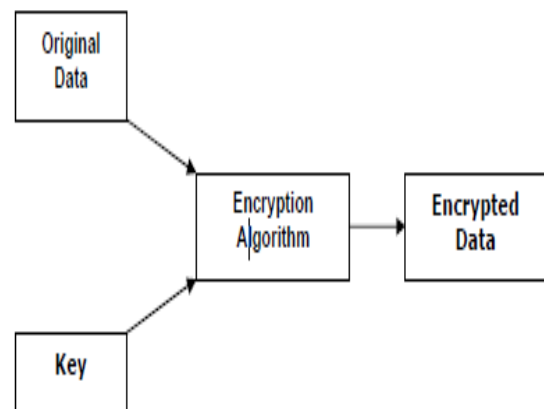 Original
Data
Encryption
Algorithm
Encrypted
Data
Key